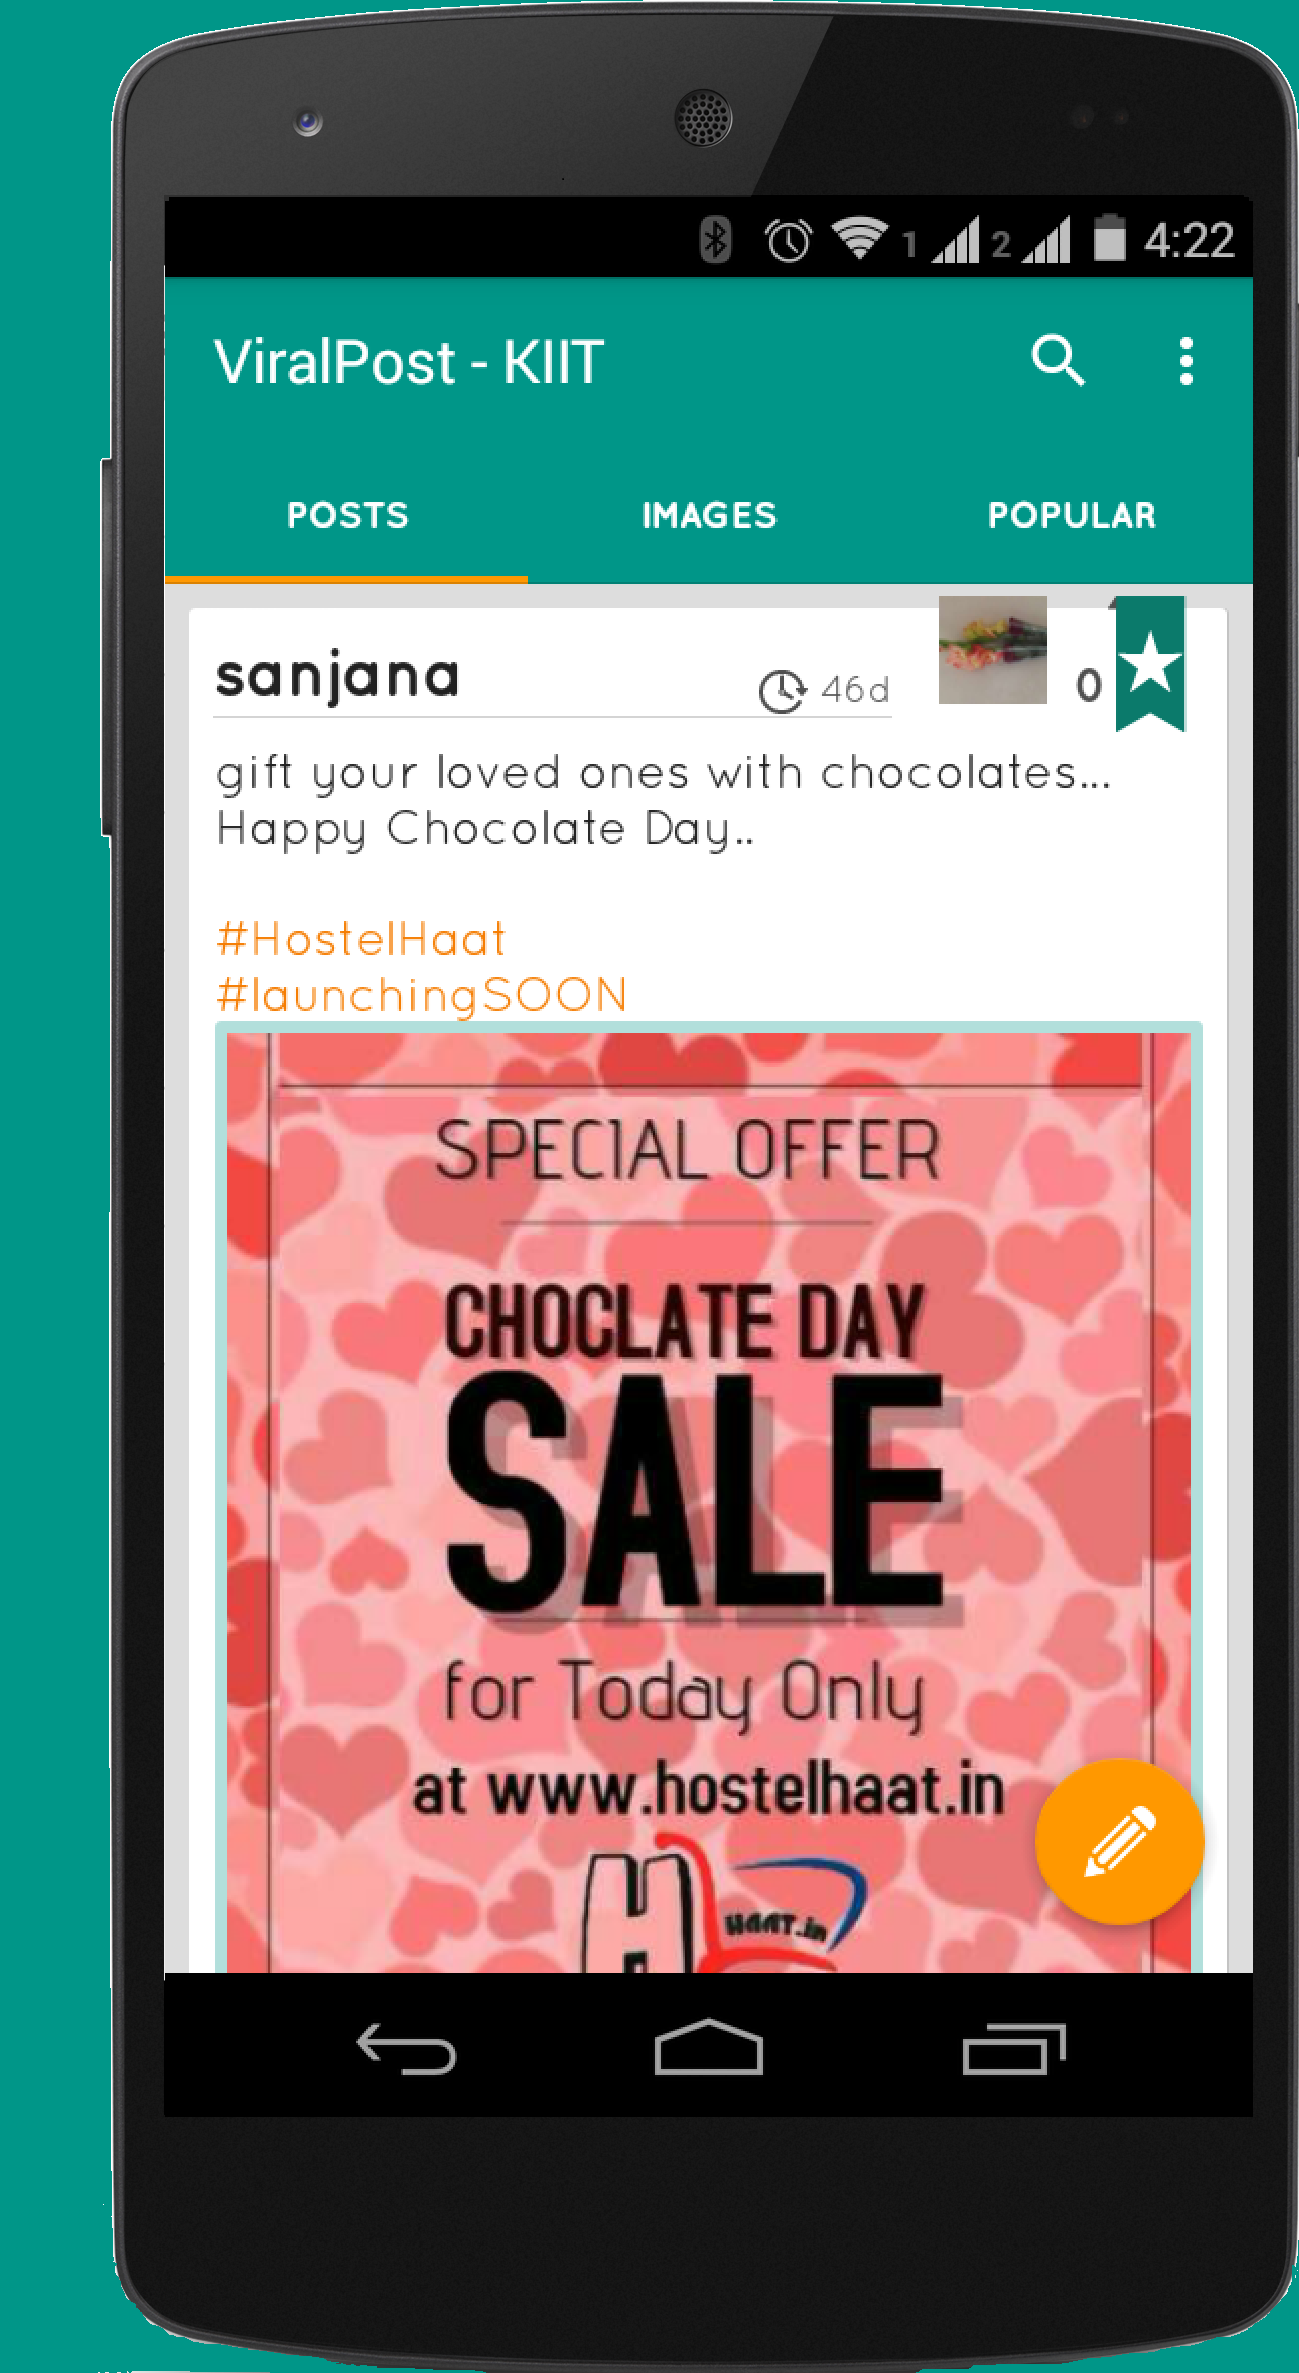 1 2 4:22
ViralPost - KIIT
POSTS IMAGES POPULAR
sanjana 46d 0
gift your loved ones with chocolates...
Happy Chocolate Day..
#HostelHaat
#launchingSOON
SPECIAL OFFER
CHOCLATE DAY
SALE
for Today Only
at www.hostelhaat.in
H
HAAT.in